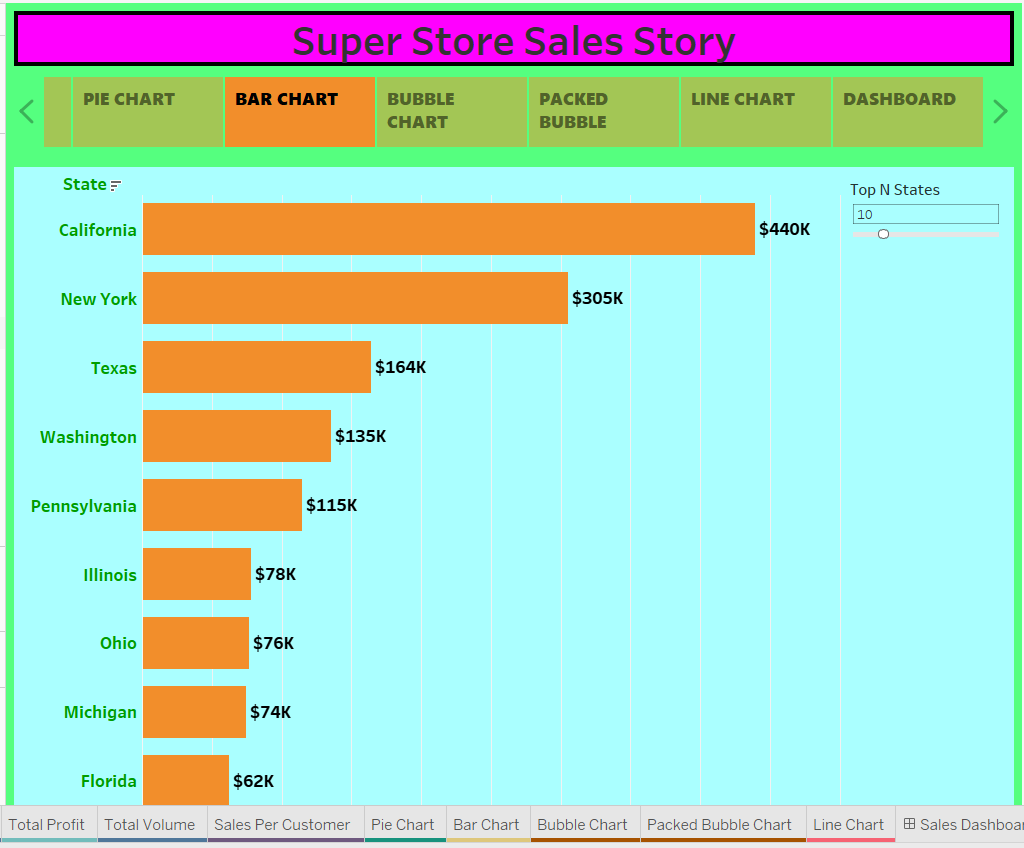 Super Store Sales Story
PIE CHART
BAR CHART
BUBBLE
CHART
PACKED
BUBBLE
LINE CHART
DASHBOARD
State
Top N States
10
California
$440K
New York
$305K
Texas
$164K
Washington
$135K
Pennsylvania
$115K
Illinois
$78K
Ohio
$76K
Michigan
$74K
Florida
$62K
Total Profit
Total Volume
Sales Per Customer
Pie Chart
Bar Chart
Bubble Chart
Packed Bubble Chart
Line Chart
Sales Dashboar